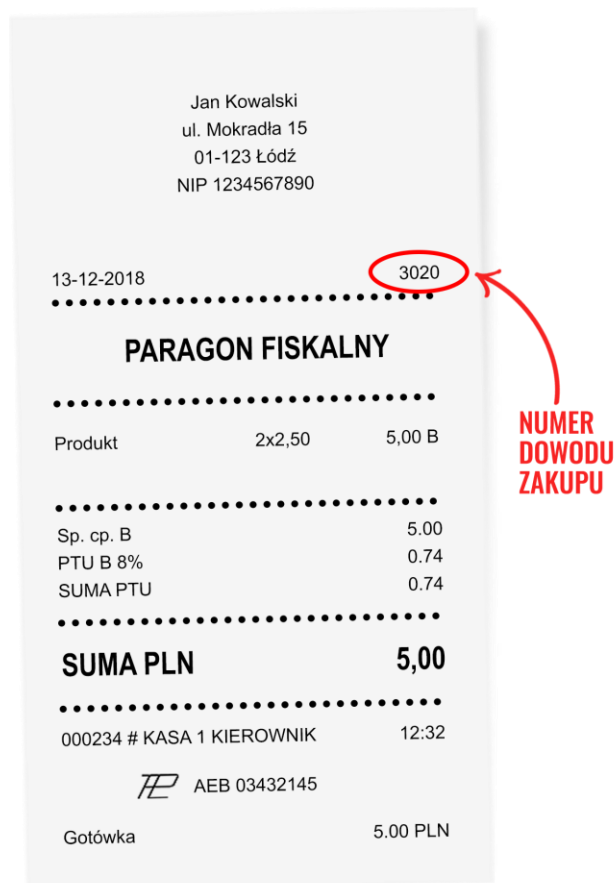 Jan Kowalski
ul. Mokradła 15
01-123 Łódź
NIP 1234567890
13-12-2018 3020
PARAGON FISKALNY
Produkt 2x2,50 5,00 B
Sp. cp. B 5.00
PTU B 8% 0.74
SUMA PTU 0.74
SUMA PLN 5,00
000234 # KASA 1 KIEROWNIK 12:32
AEB 03432145
Gotówka 5.00 PLN
NUMER
DOWODU
ZAKUPU